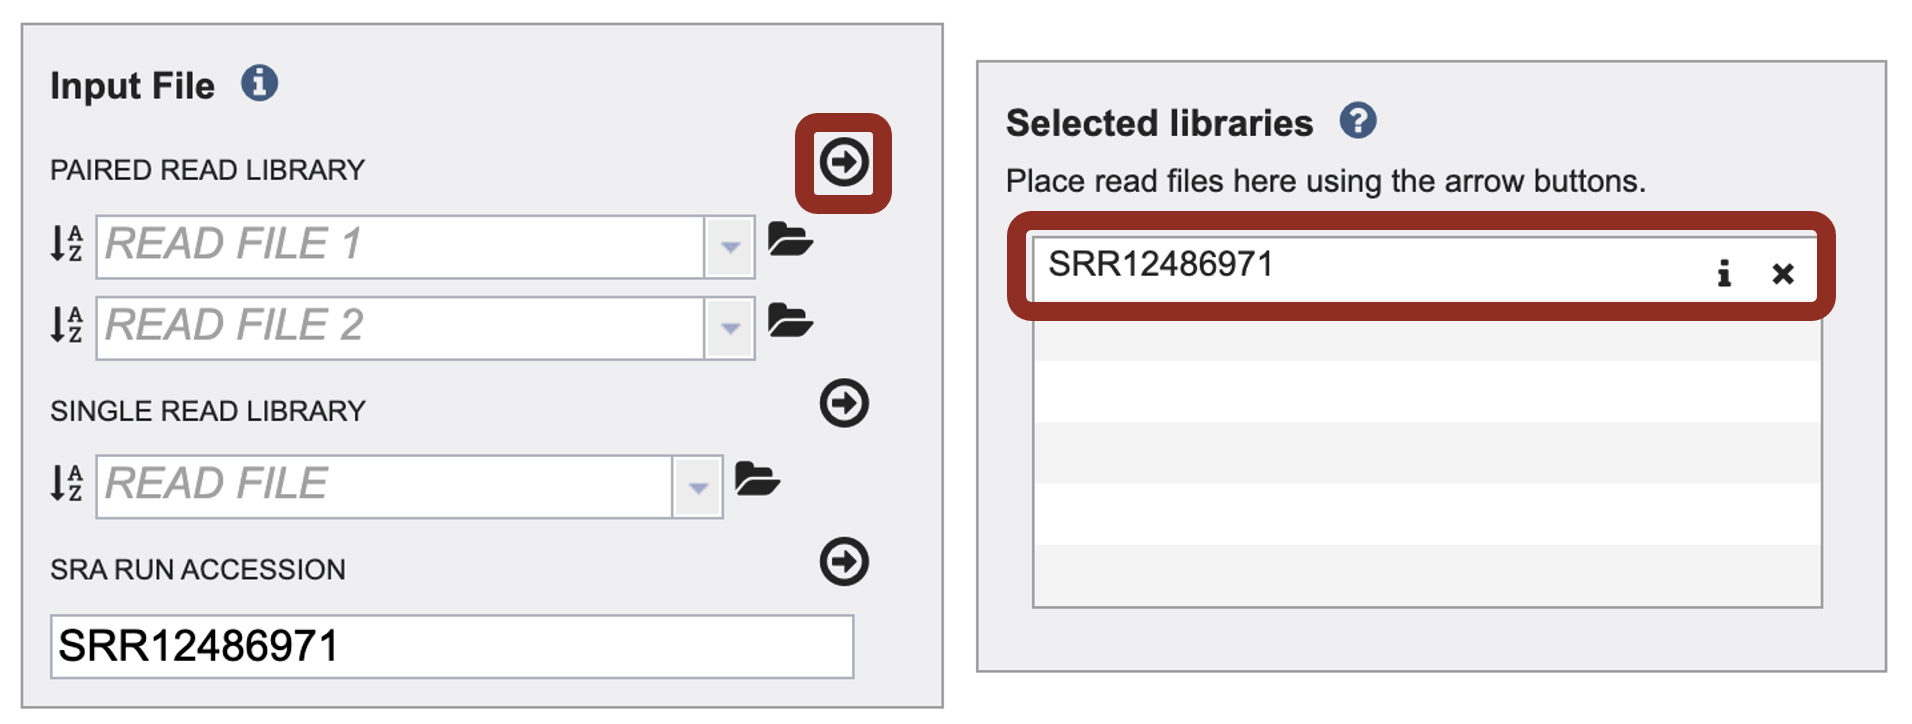 Input File
PAIRED READ LIBRARY
READ FILE 1
READ FILE 2
SINGLE READ LIBRARY
READ FILE
SRA RUN ACCESSION
SRR12486971
Selected libraries
Place read files here using the arrow buttons.
SRR12486971